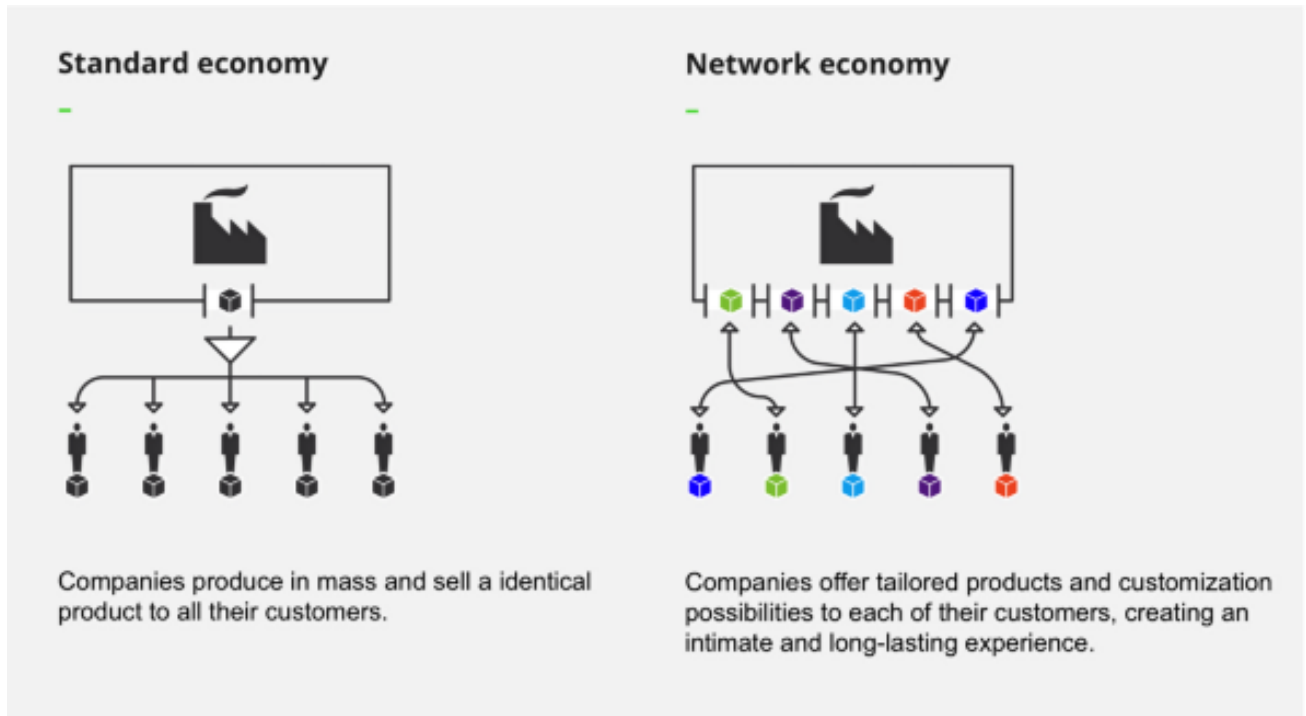 Standard economy
Network economy
Companies produce in mass and sell a identical
product to all their customers.
Companies offer tailored products and customization
possibilities to each of their customers, creating an
intimate and long-lasting experience.